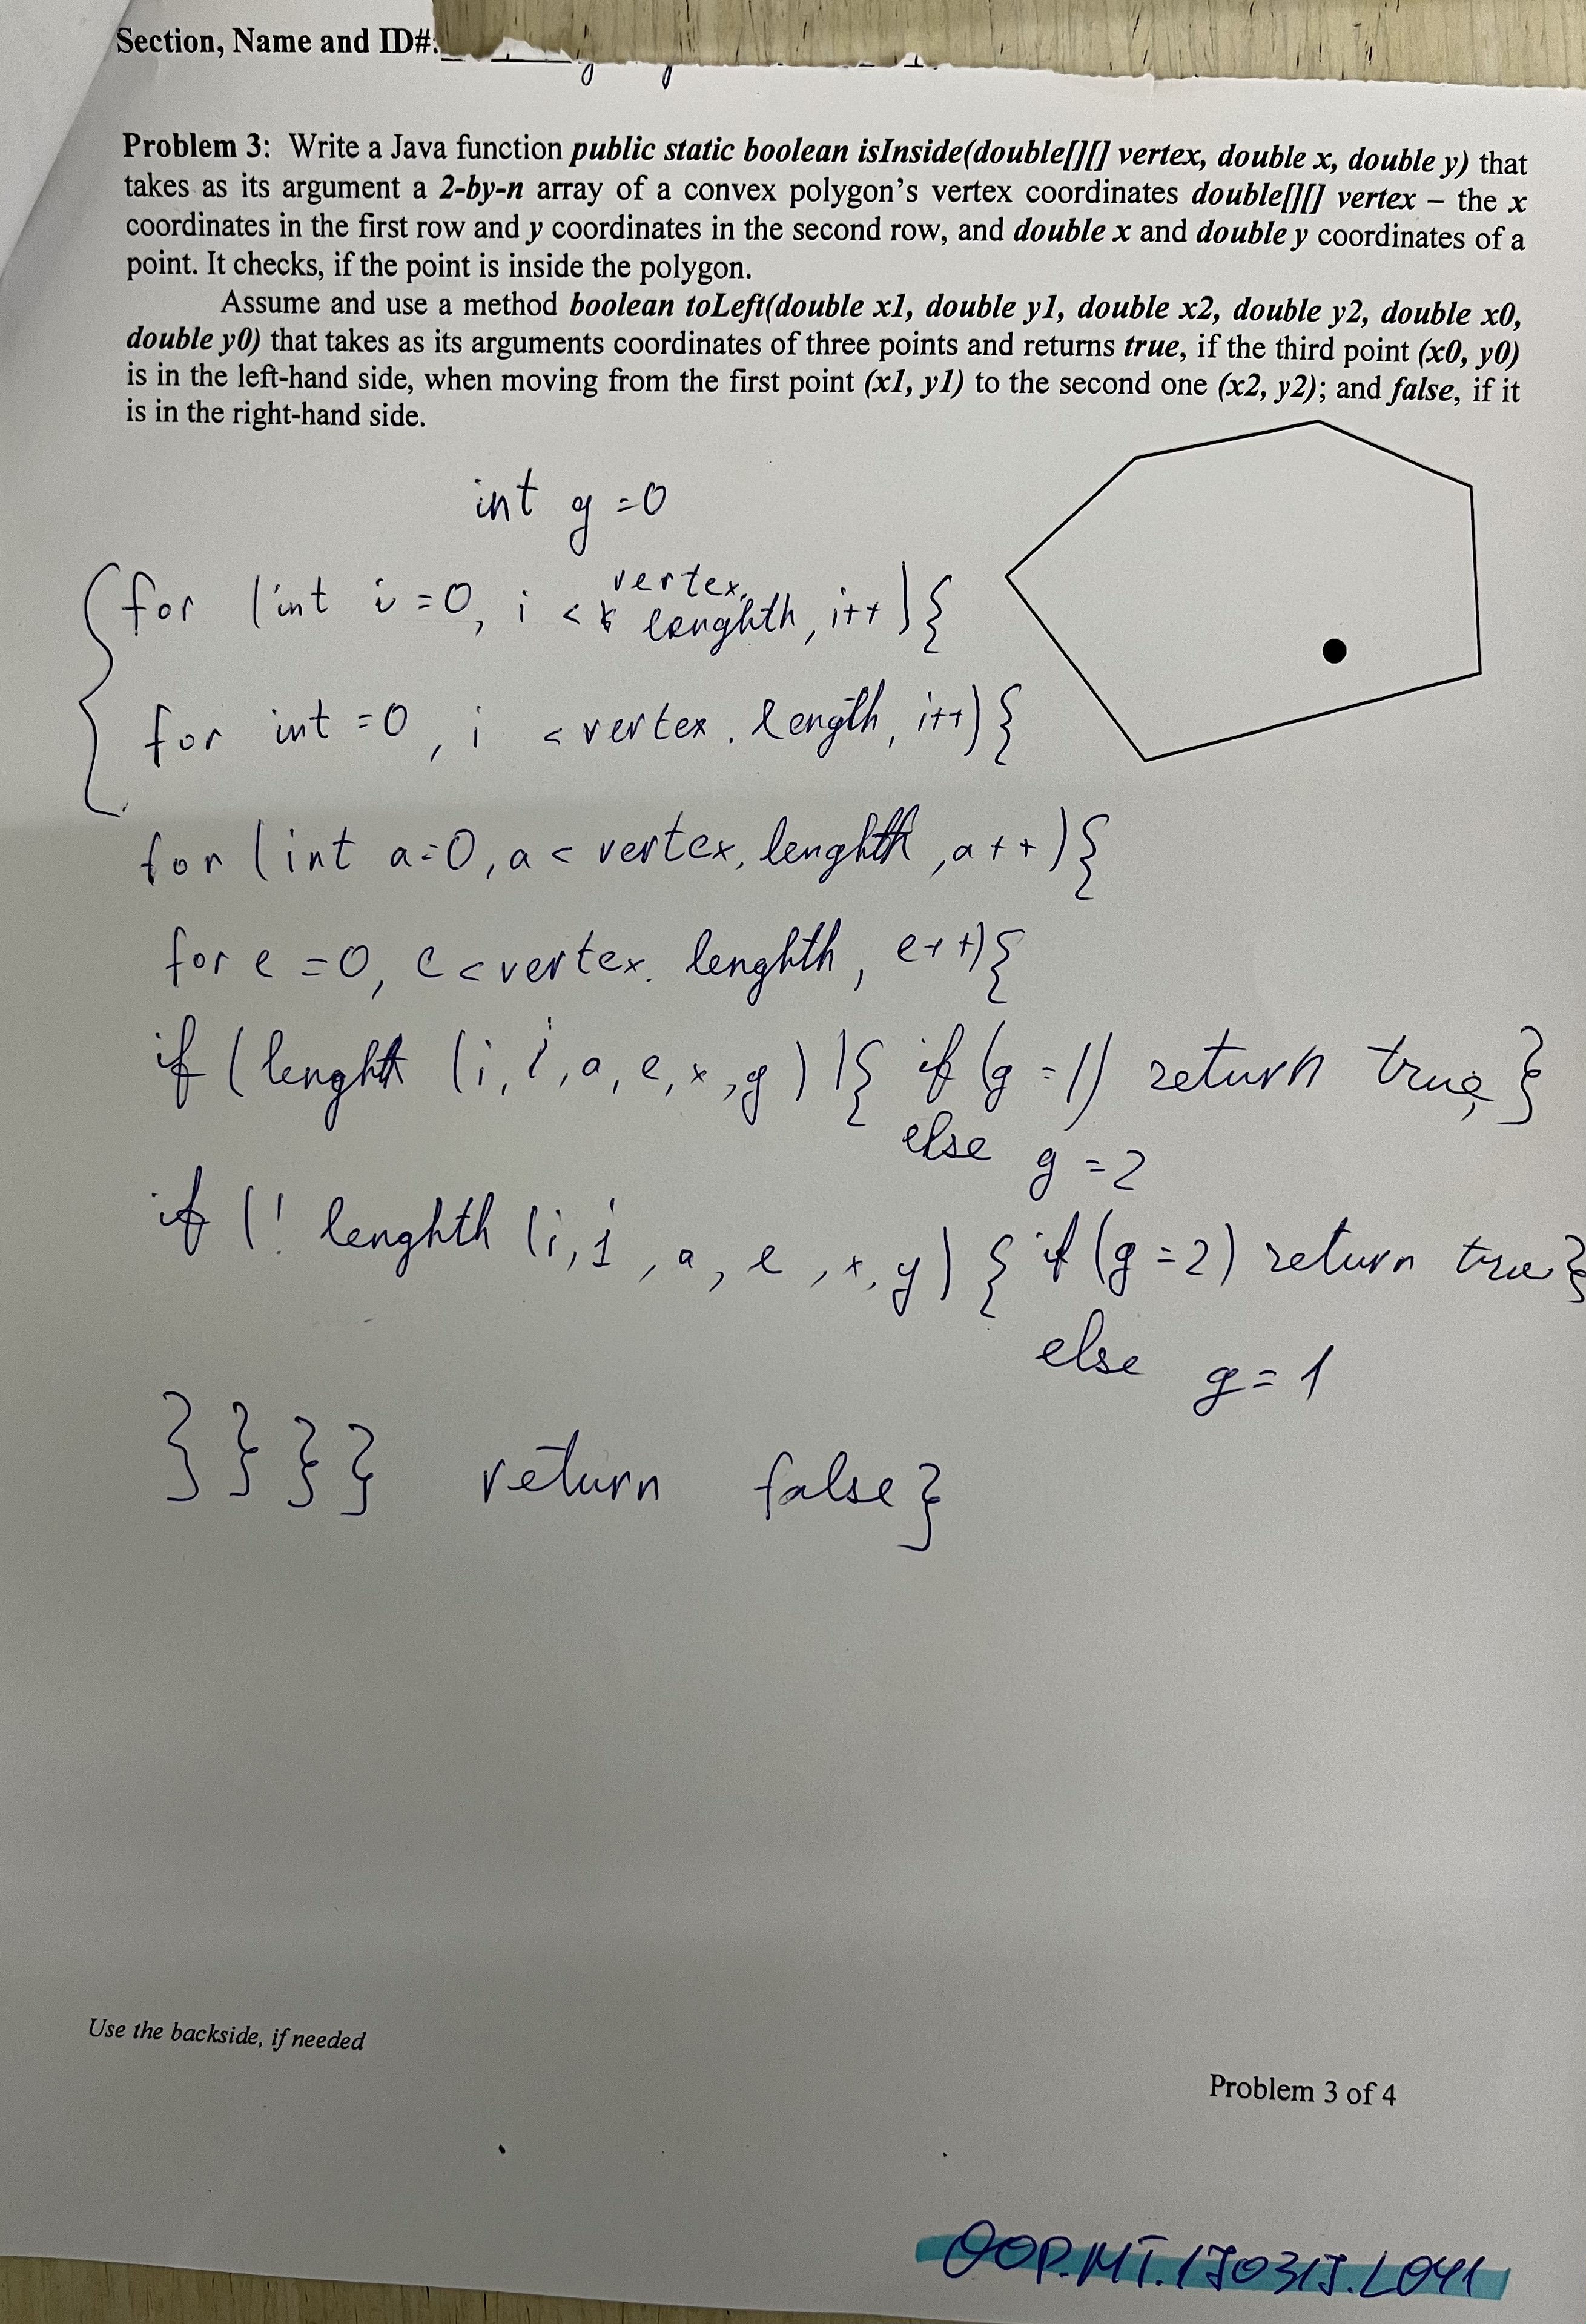 Section, Name and ID#:
Problem 3: Write a Java function public static boolean isInside(double[][] vertex, double x, double y) that
takes as its argument a 2-by-n array of a convex polygon’s vertex coordinates double[][] vertex – the x
coordinates in the first row and y coordinates in the second row, and double x and double y coordinates of a
point. It checks, if the point is inside the polygon.
Assume and use a method boolean toLeft(double x1, double y1, double x2, double y2, double x0,
double y0) that takes as its arguments coordinates of three points and returns true, if the third point (x0, y0)
is in the left-hand side, when moving from the first point (x1, y1) to the second one (x2, y2); and false, if it
is in the right-hand side.
int g =0
for (int i =0, i < vertex. lenghth, i++){
for int =0, i < vertex. length, i++){
for (int a=0, a < vertex. lenghth, a++){
for e =0, e < vertex. lenghth, e++){
if (lenght (i, i, a, e, x, y) ){ if (g =1) return true; }
else g =2
if (! lenghth (i, j, a, e, x, y) { if (g =2) return true}
else g = 1
} } } } return false}
Use the backside, if needed
Problem 3 of 4
OOP.MT.